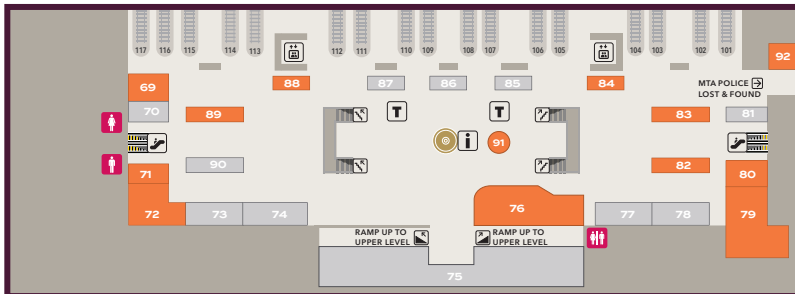 117 116 115 114 113 112 111 110 109 108 107 106 105 104 103 102 101
92
69 88 87 86 85 84
MTA POLICE
LOST & FOUND
70 89 T T 83 81
i 91
71 90 82 80
72 73 74 76 77 78 79
RAMP UP TO
UPPER LEVEL
RAMP UP TO
UPPER LEVEL
75